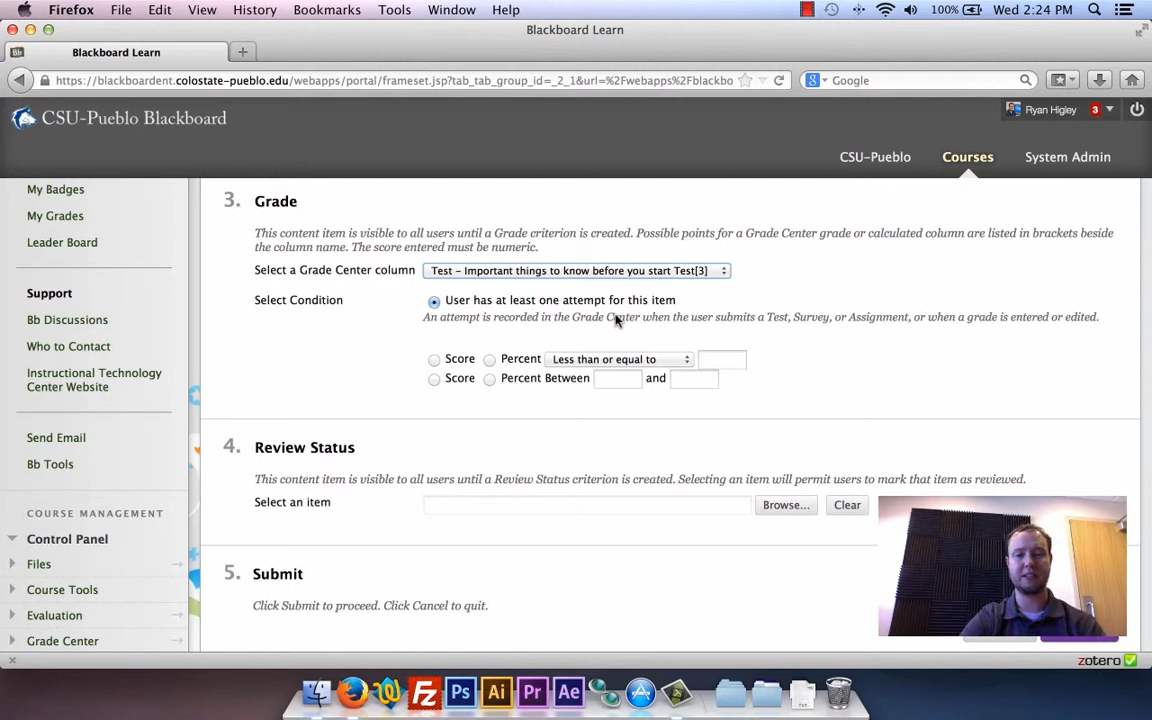 Firefox File Edit View History Bookmarks Tools Window Help 100% Wed 2:24 PM
Blackboard Learn
Bb Blackboard Learn +
https://blackboardent.colostate-pueblo.edu/webapps/portal/frameset.jsp?tab_tab_group_id=_2_1&url=%2Fwebapps%2Fblackbo Google
CSU-Pueblo Blackboard
Ryan Higley 3
CSU-Pueblo Courses System Admin
My Badges
My Grades
Leader Board
Support
Bb Discussions
Who to Contact
Instructional Technology
Center Website
Send Email
Bb Tools
COURSE MANAGEMENT
Control Panel
Files
Course Tools
Evaluation
Grade Center
3. Grade
This content item is visible to all users until a Grade criterion is created. Possible points for a Grade Center grade or calculated column are listed in brackets beside
the column name. The score entered must be numeric.
Select a Grade Center column Test - Important things to know before you start Test[3]
Select Condition User has at least one attempt for this item
An attempt is recorded in the Grade Center when the user submits a Test, Survey, or Assignment, or when a grade is entered or edited.
Score Percent Less than or equal to
Score Percent Between and
4. Review Status
This content item is visible to all users until a Review Status criterion is created. Selecting an item will permit users to mark that item as reviewed.
Select an item Browse... Clear
5. Submit
Click Submit to proceed. Click Cancel to quit.
zotero
Fz Ps Ai Pr Ae